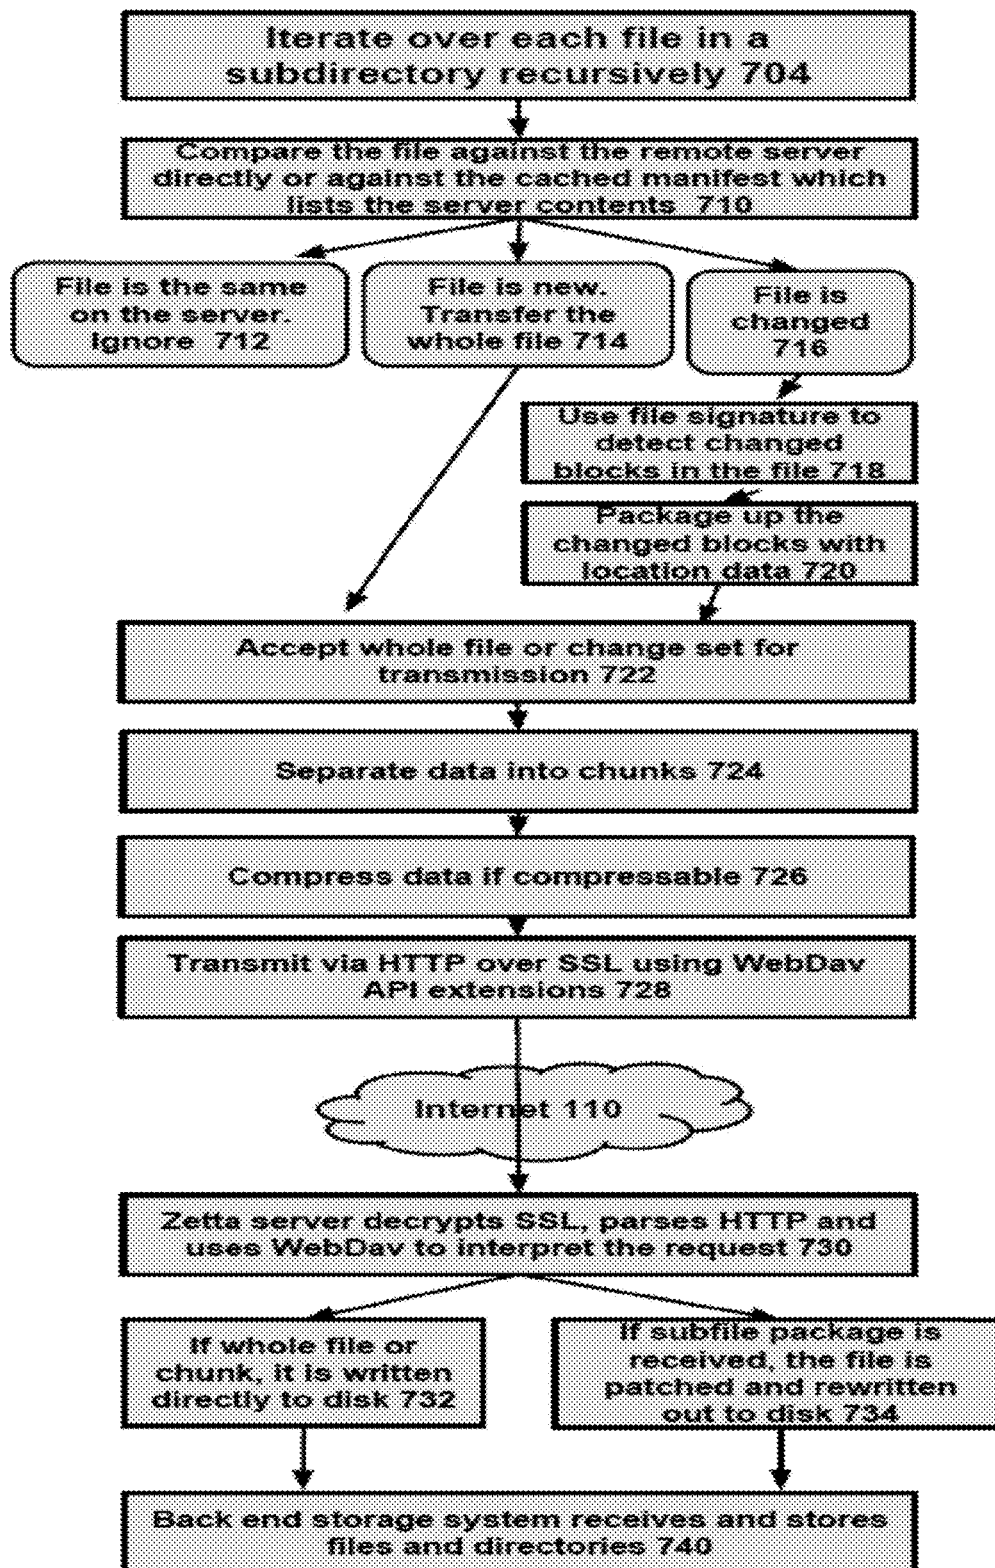 Iterate over each file in a
subdirectory recursively 704
Compare the file against the remote server
directly or against the cached manifest which
lists the server contents 710
File is the same
on the server.
Ignore 712
File is new.
Transfer the
whole file 714
File is
changed
716
Use file signature to
detect changed
blocks in the file 718
Package up the
changed blocks with
location data 720
Accept whole file or change set for
transmission 722
Separate data into chunks 724
Compress data if compressable 726
Transmit via HTTP over SSL using WebDav
API extensions 728
Internet 110
Zetta server decrypts SSL, parses HTTP and
uses WebDav to interpret the request 730
If whole file or
chunk, it is written
directly to disk 732
If subfile package is
received, the file is
patched and rewritten
out to disk 734
Back end storage system receives and stores
files and directories 740